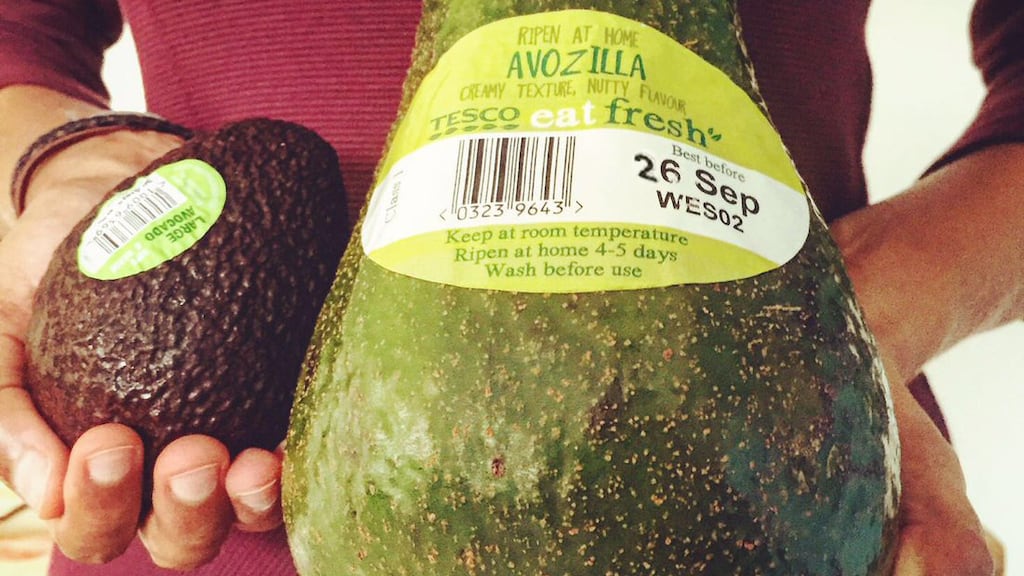 RIPEN AT HOME
AVOZILLA
CREAMY TEXTURE, NUTTY FLAVOUR
TESCO eat fresh
Class I
Best before
26 Sep
WES02
< 0323 9643 >
Keep at room temperature
Ripen at home 4-5 days
Wash before use
LARGE
AVOCADO